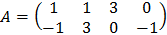 A = ( 1 1 3 0
-1 3 0 -1 )